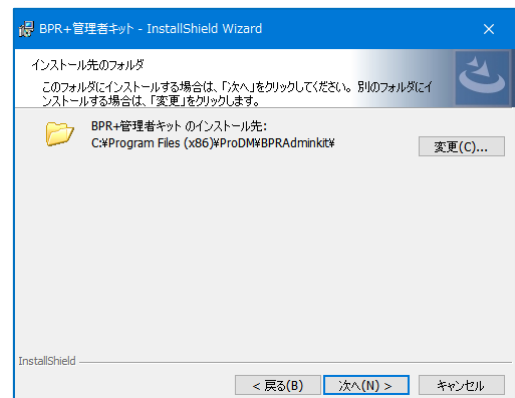 BPR+管理者キット - InstallShield Wizard
インストール先のフォルダ
このフォルダにインストールする場合は、「次へ」をクリックしてください。別のフォルダにイ
ンストールする場合は、「変更」をクリックします。
BPR+管理者キット のインストール先:
C:¥Program Files (x86)¥ProDM¥BPRAdminkit¥
変更(C)...
InstallShield
< 戻る(B)
次へ(N) >
キャンセル